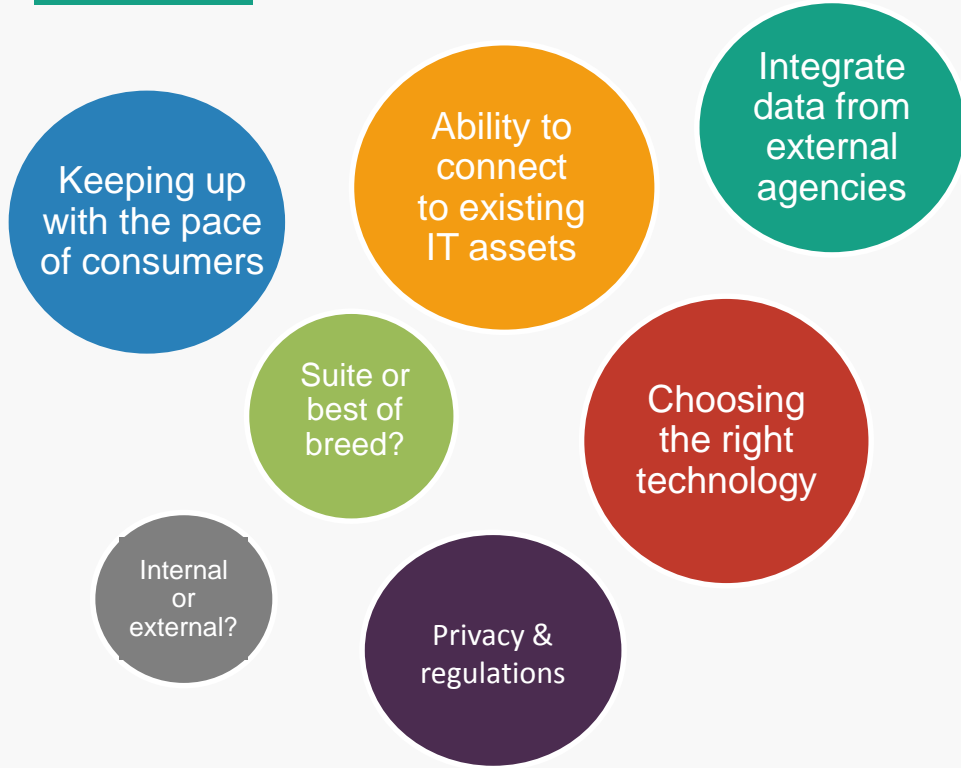 Keeping up
with the pace
of consumers
Ability to
connect
to existing
IT assets
Integrate
data from
external
agencies
Suite or
best of
breed?
Choosing
the right
technology
Internal
or
external?
Privacy &
regulations